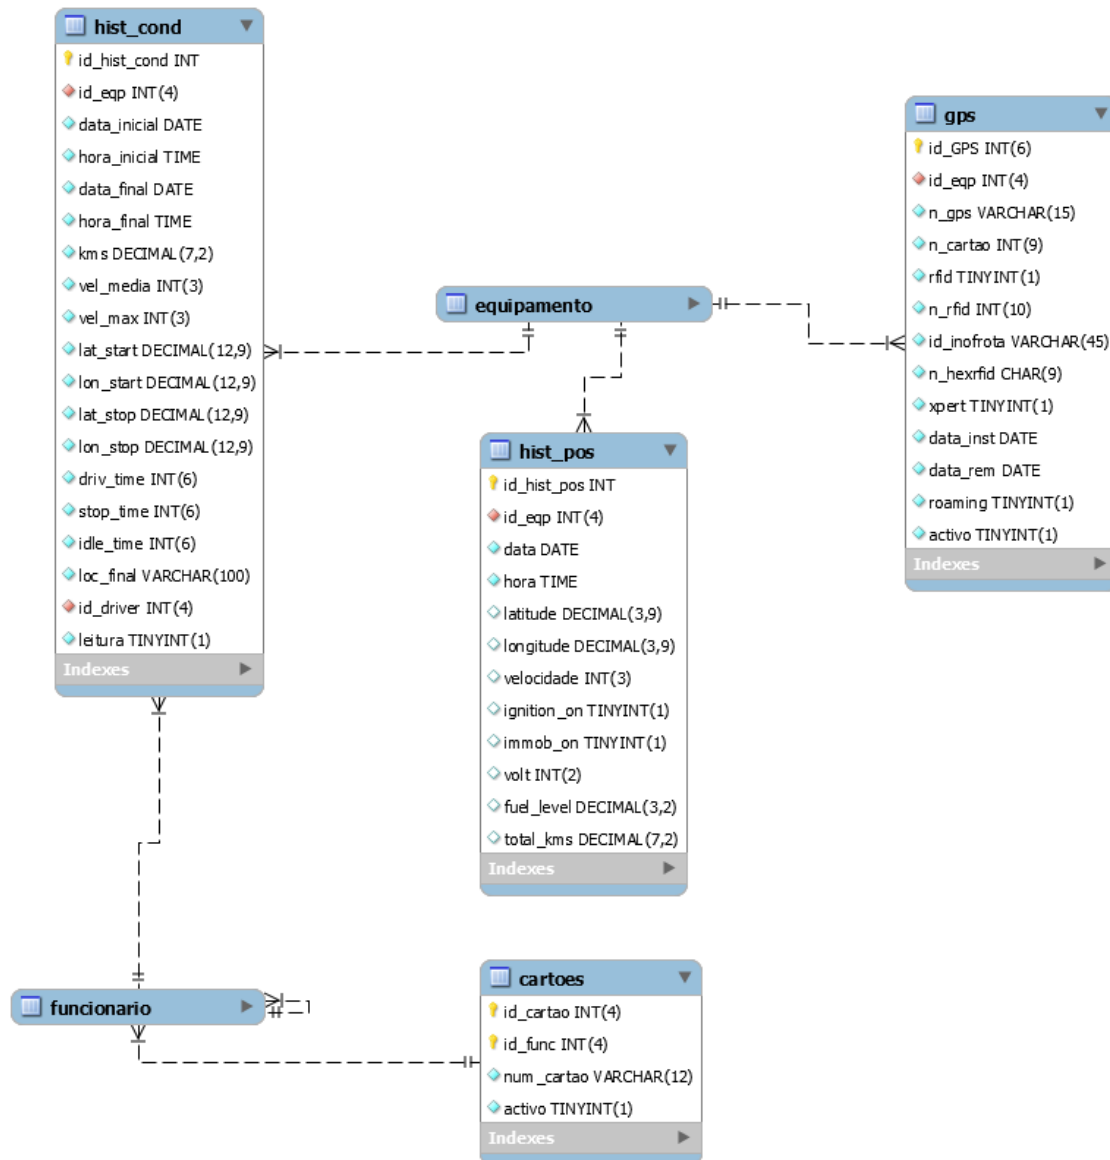 hist_cond
id_hist_cond INT
id_eqp INT(4)
data_inicial DATE
hora_inicial TIME
data_final DATE
hora_final TIME
kms DECIMAL(7,2)
vel_media INT(3)
vel_max INT(3)
lat_start DECIMAL(12,9)
lon_start DECIMAL(12,9)
lat_stop DECIMAL(12,9)
lon_stop DECIMAL(12,9)
driv_time INT(6)
stop_time INT(6)
idle_time INT(6)
loc_final VARCHAR(100)
id_driver INT(4)
leitura TINYINT(1)
Indexes
equipamento
gps
id_GPS INT(6)
id_eqp INT(4)
n_gps VARCHAR(15)
n_cartao INT(9)
rfid TINYINT(1)
n_rfid INT(10)
id_inofrota VARCHAR(45)
n_hexrfid CHAR(9)
xpert TINYINT(1)
data_inst DATE
data_rem DATE
roaming TINYINT(1)
activo TINYINT(1)
Indexes
hist_pos
id_hist_pos INT
id_eqp INT(4)
data DATE
hora TIME
latitude DECIMAL(3,9)
longitude DECIMAL(3,9)
velocidade INT(3)
ignition_on TINYINT(1)
immob_on TINYINT(1)
volt INT(2)
fuel_level DECIMAL(3,2)
total_kms DECIMAL(7,2)
Indexes
funcionario
cartoes
id_cartao INT(4)
id_func INT(4)
num_cartao VARCHAR(12)
activo TINYINT(1)
Indexes